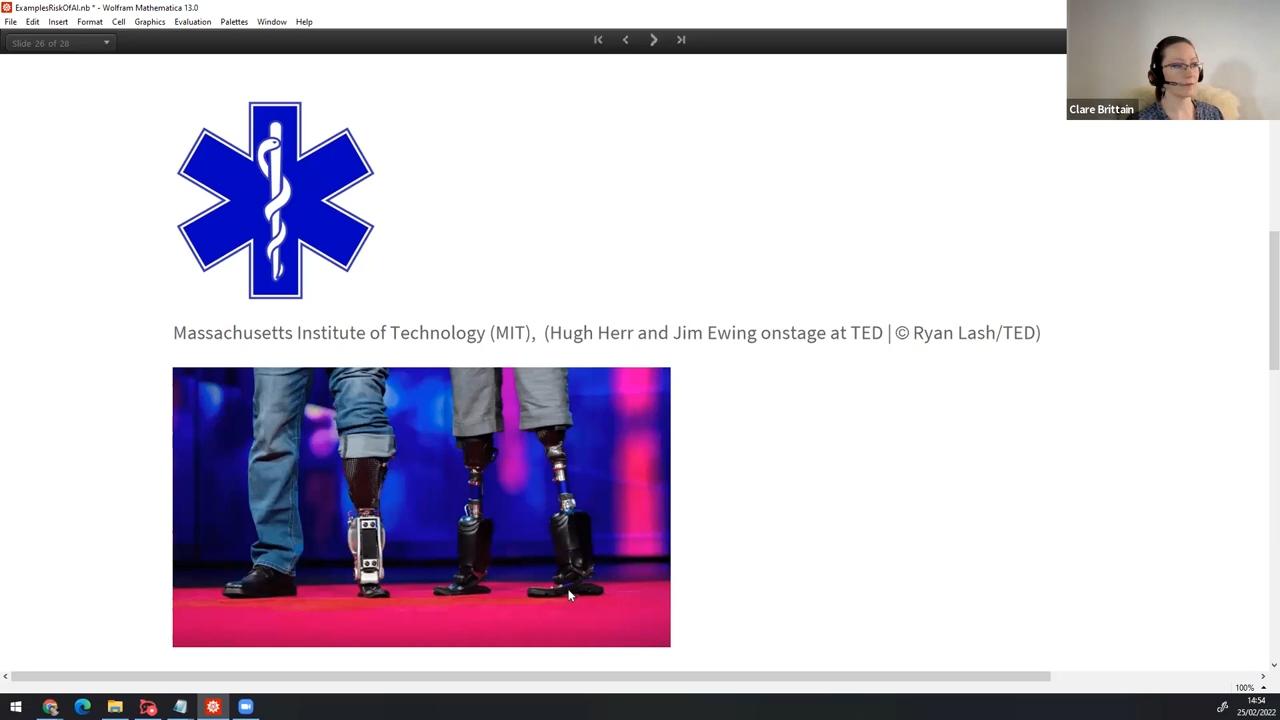 ExamplesRiskOfAI.nb * - Wolfram Mathematica 13.0
File Edit Insert Format Cell Graphics Evaluation Palettes Window Help
Slide 26 of 28
Clare Brittain
Massachusetts Institute of Technology (MIT), (Hugh Herr and Jim Ewing onstage at TED | © Ryan Lash/TED)
100%
14:54
25/02/2022